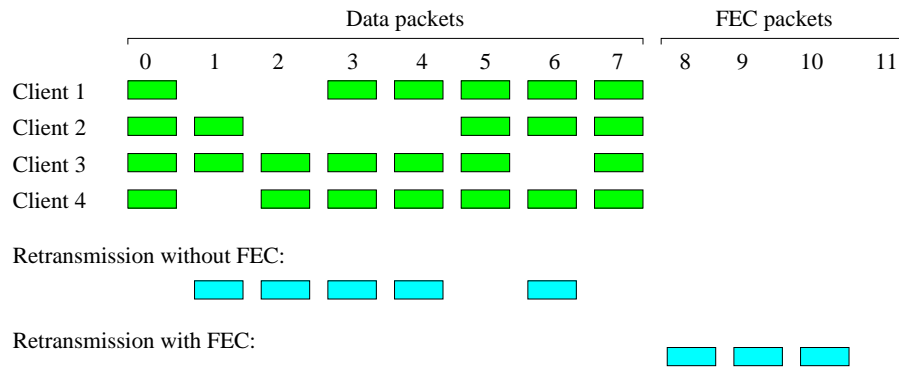 Data packets FEC packets
0 1 2 3 4 5 6 7 8 9 10 11
Client 1
Client 2
Client 3
Client 4
Retransmission without FEC:
Retransmission with FEC: